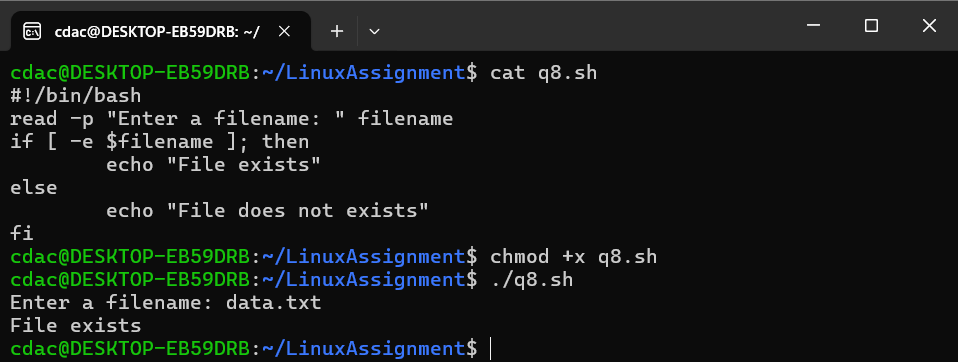 cdac@DESKTOP-EB59DRB: ~/
cdac@DESKTOP-EB59DRB:~/LinuxAssignment$ cat q8.sh
#!/bin/bash
read -p "Enter a filename: " filename
if [ -e $filename ]; then
        echo "File exists"
else
        echo "File does not exists"
fi
cdac@DESKTOP-EB59DRB:~/LinuxAssignment$ chmod +x q8.sh
cdac@DESKTOP-EB59DRB:~/LinuxAssignment$ ./q8.sh
Enter a filename: data.txt
File exists
cdac@DESKTOP-EB59DRB:~/LinuxAssignment$